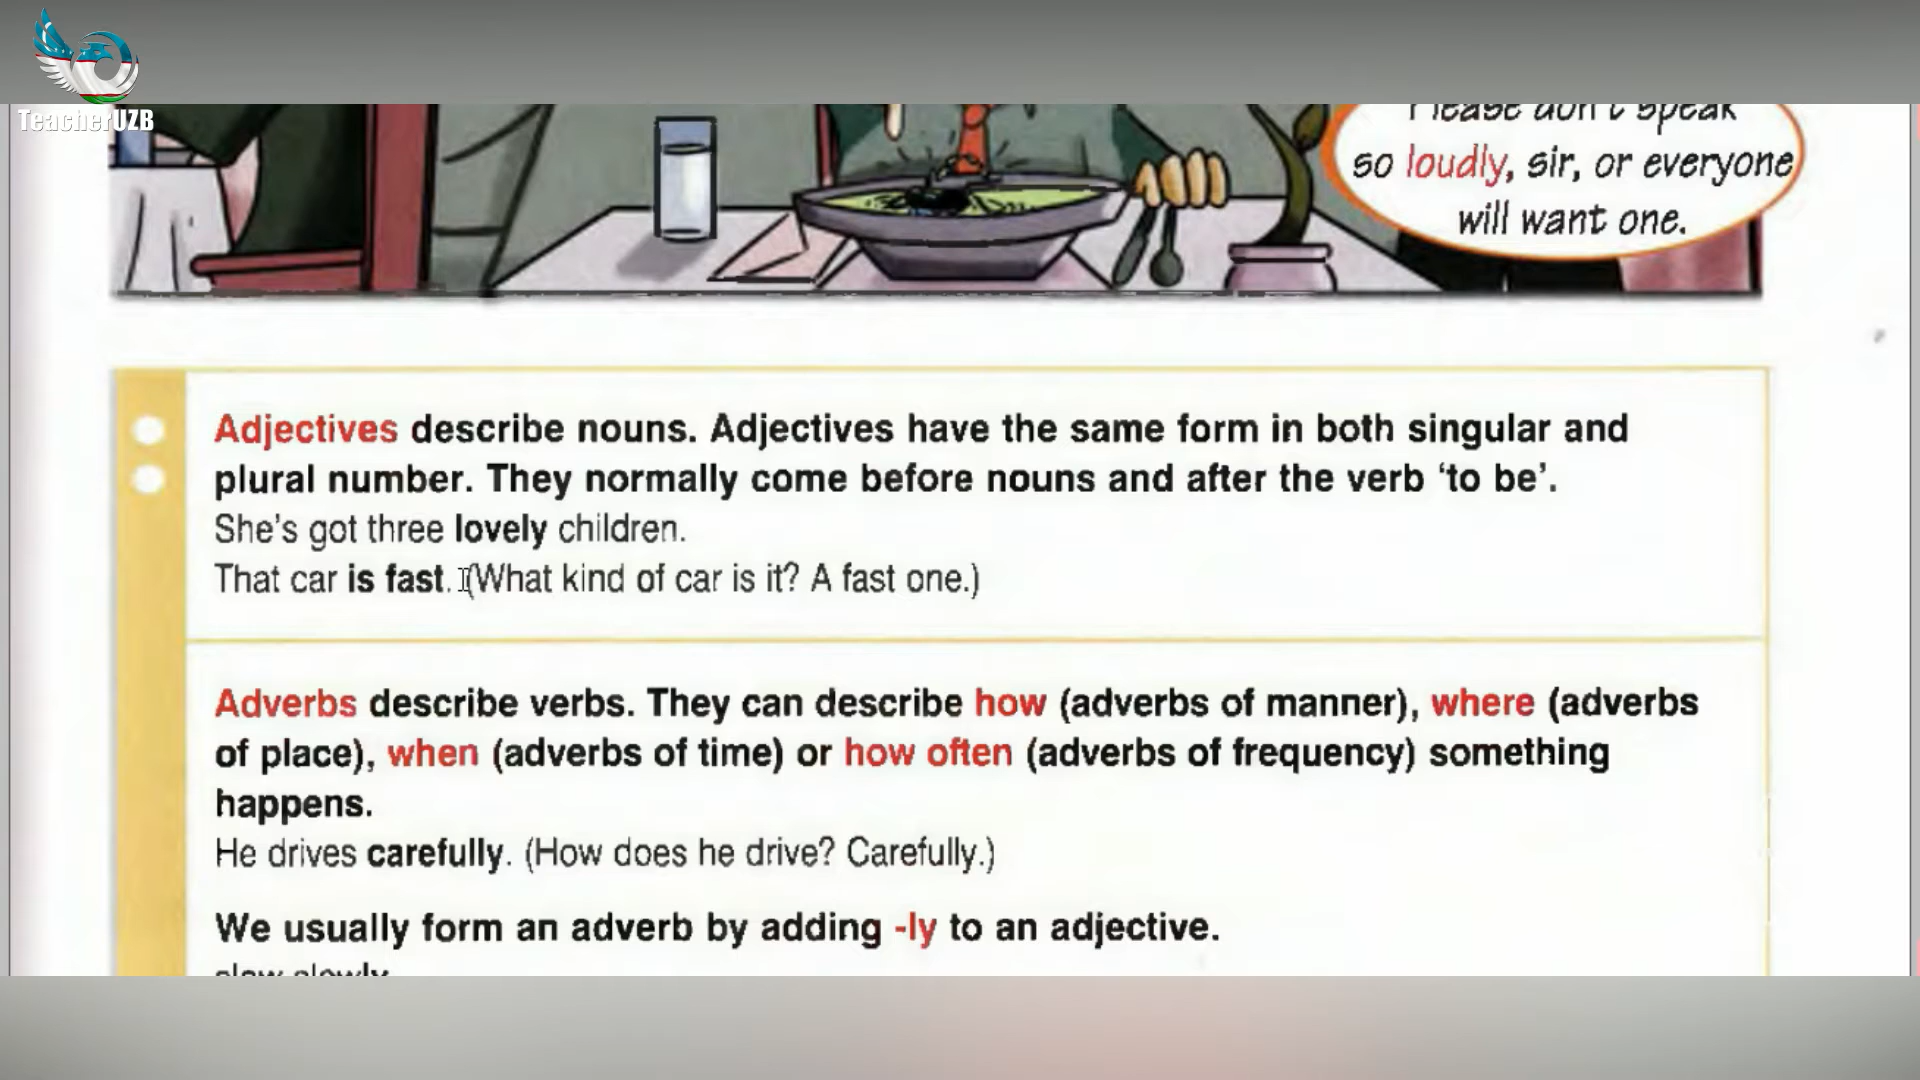 TeacherUZB
Please don't speak
so loudly, sir, or everyone
will want one.
Adjectives describe nouns. Adjectives have the same form in both singular and
plural number. They normally come before nouns and after the verb ‘to be’.
She's got three lovely children.
That car is fast. (What kind of car is it? A fast one.)
Adverbs describe verbs. They can describe how (adverbs of manner), where (adverbs
of place), when (adverbs of time) or how often (adverbs of frequency) something
happens.
He drives carefully. (How does he drive? Carefully.)
We usually form an adverb by adding -ly to an adjective.
slow-slowly